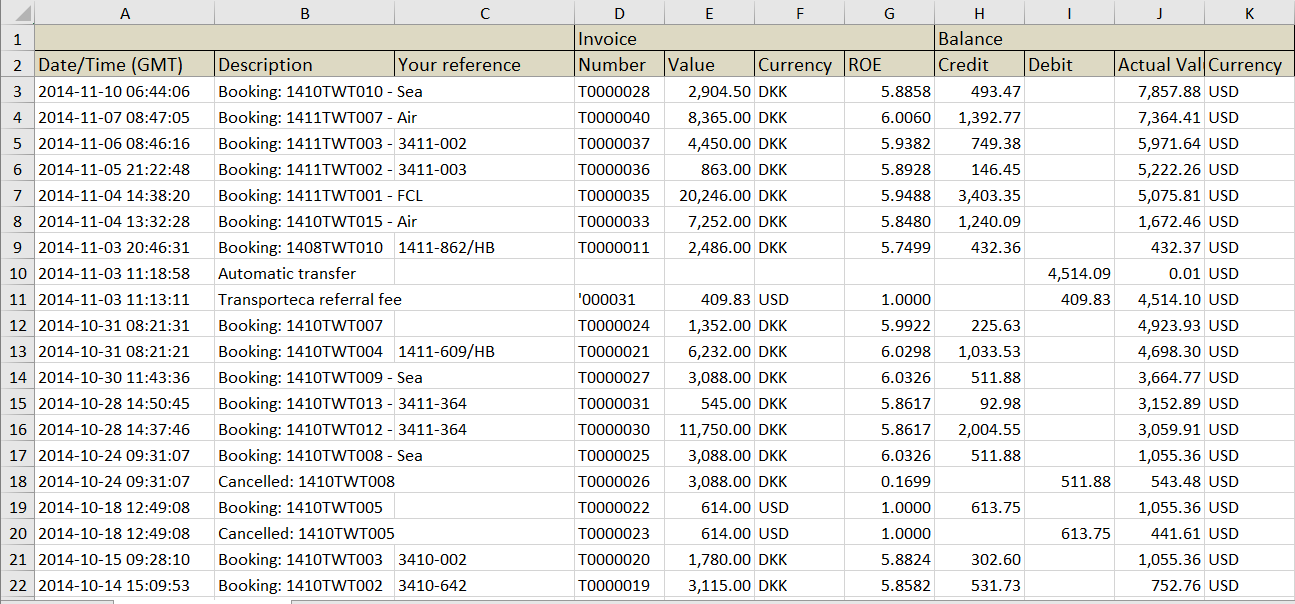 A B C D E F G H I J K
1 Invoice Balance
2 Date/Time (GMT) Description Your reference Number Value Currency ROE Credit Debit Actual Val Currency
3 2014-11-10 06:44:06 Booking: 1410TWT010 - Sea T0000028 2,904.50 DKK 5.8858 493.47 7,857.88 USD
4 2014-11-07 08:47:05 Booking: 1411TWT007 - Air T0000040 8,365.00 DKK 6.0060 1,392.77 7,364.41 USD
5 2014-11-06 08:46:16 Booking: 1411TWT003 - 3411-002 T0000037 4,450.00 DKK 5.9382 749.38 5,971.64 USD
6 2014-11-05 21:22:48 Booking: 1411TWT002 - 3411-003 T0000036 863.00 DKK 5.8928 146.45 5,222.26 USD
7 2014-11-04 14:38:20 Booking: 1411TWT001 - FCL T0000035 20,246.00 DKK 5.9488 3,403.35 5,075.81 USD
8 2014-11-04 13:32:28 Booking: 1410TWT015 - Air T0000033 7,252.00 DKK 5.8480 1,240.09 1,672.46 USD
9 2014-11-03 20:46:31 Booking: 1408TWT010 1411-862/HB T0000011 2,486.00 DKK 5.7499 432.36 432.37 USD
10 2014-11-03 11:18:58 Automatic transfer 4,514.09 0.01 USD
11 2014-11-03 11:13:11 Transporteca referral fee '000031 409.83 USD 1.0000 409.83 4,514.10 USD
12 2014-10-31 08:21:31 Booking: 1410TWT007 T0000024 1,352.00 DKK 5.9922 225.63 4,923.93 USD
13 2014-10-31 08:21:21 Booking: 1410TWT004 1411-609/HB T0000021 6,232.00 DKK 6.0298 1,033.53 4,698.30 USD
14 2014-10-30 11:43:36 Booking: 1410TWT009 - Sea T0000027 3,088.00 DKK 6.0326 511.88 3,664.77 USD
15 2014-10-28 14:50:45 Booking: 1410TWT013 - 3411-364 T0000031 545.00 DKK 5.8617 92.98 3,152.89 USD
16 2014-10-28 14:37:46 Booking: 1410TWT012 - 3411-364 T0000030 11,750.00 DKK 5.8617 2,004.55 3,059.91 USD
17 2014-10-24 09:31:07 Booking: 1410TWT008 - Sea T0000025 3,088.00 DKK 6.0326 511.88 1,055.36 USD
18 2014-10-24 09:31:07 Cancelled: 1410TWT008 T0000026 3,088.00 DKK 0.1699 511.88 543.48 USD
19 2014-10-18 12:49:08 Booking: 1410TWT005 T0000022 614.00 USD 1.0000 613.75 1,055.36 USD
20 2014-10-18 12:49:08 Cancelled: 1410TWT005 T0000023 614.00 USD 1.0000 613.75 441.61 USD
21 2014-10-15 09:28:10 Booking: 1410TWT003 3410-002 T0000020 1,780.00 DKK 5.8824 302.60 1,055.36 USD
22 2014-10-14 15:09:53 Booking: 1410TWT002 3410-642 T0000019 3,115.00 DKK 5.8582 531.73 752.76 USD